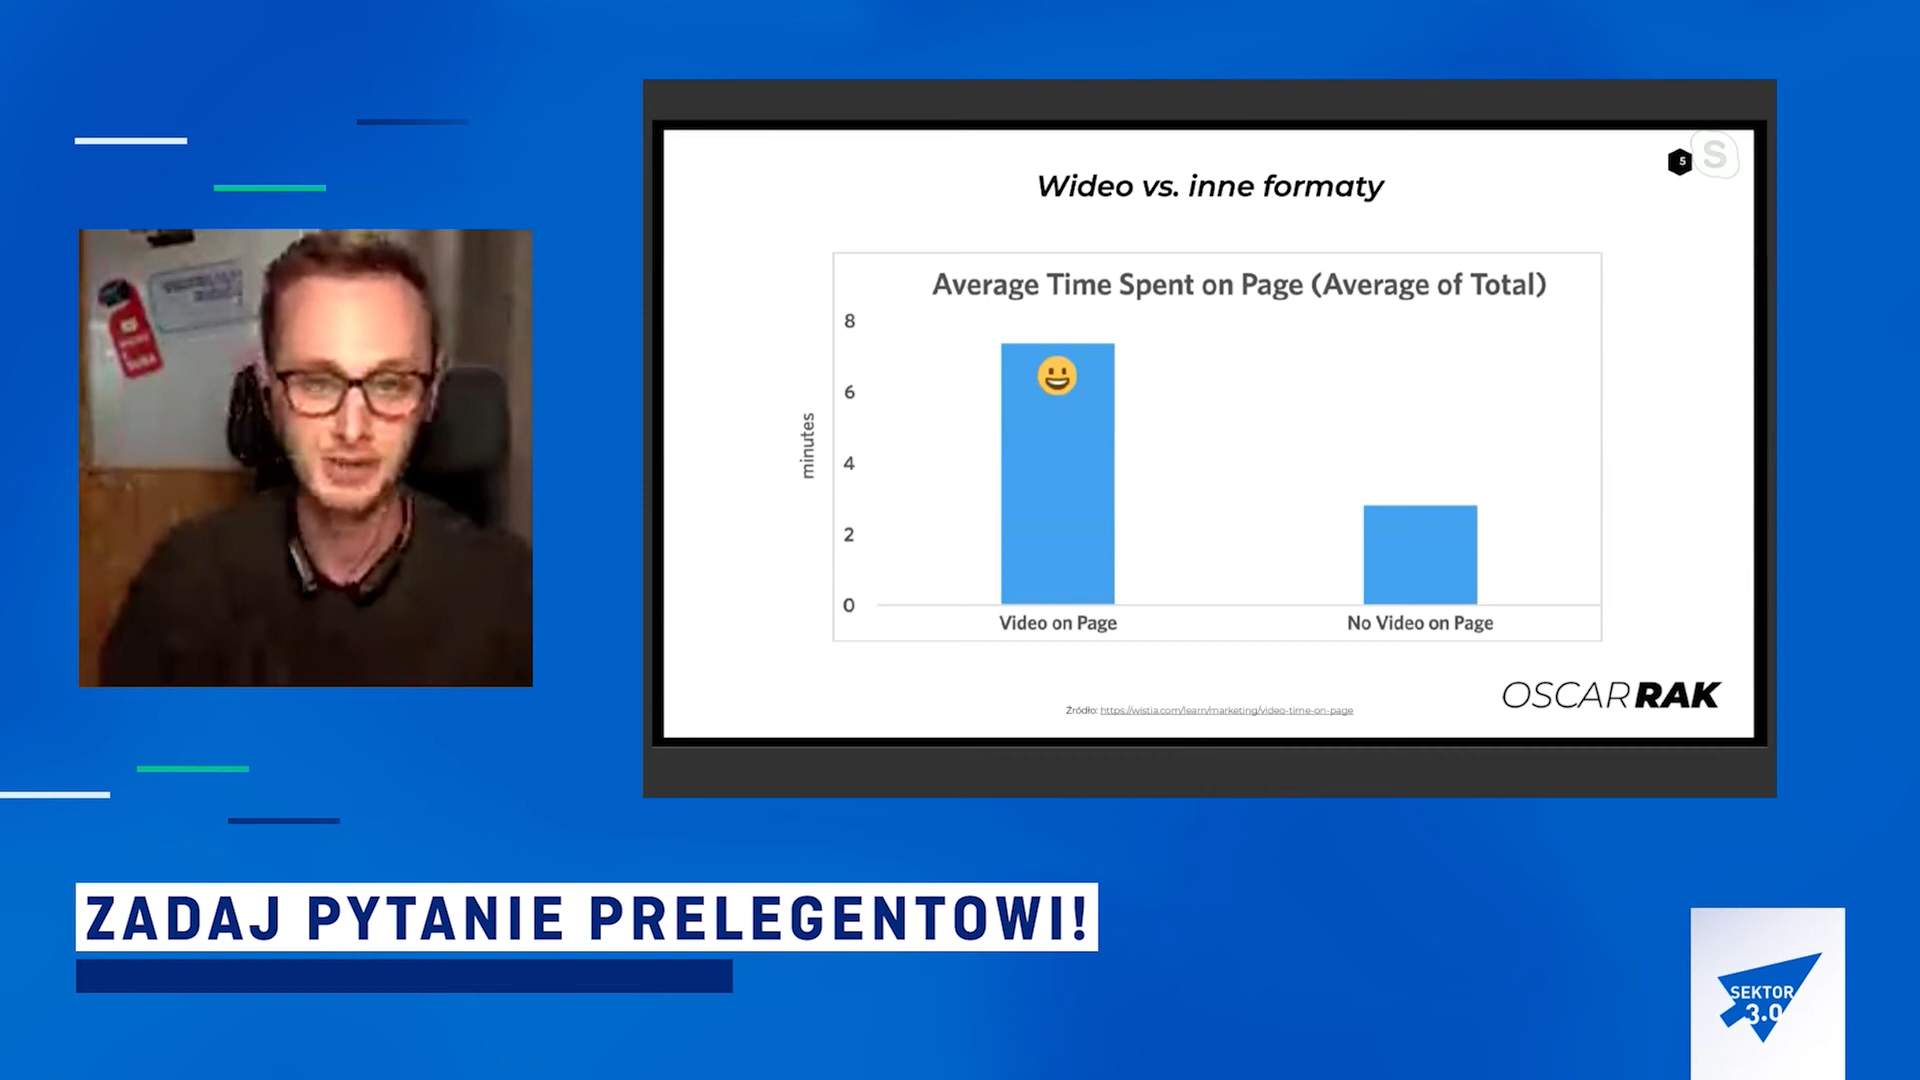 5
S
Wideo vs. inne formaty
Average Time Spent on Page (Average of Total)
8
6
4
2
0
minutes
Video on Page
No Video on Page
OSCAR RAK
Źródło: https://wistia.com/learn/marketing/video-time-on-page
ZADAJ PYTANIE PRELEGENTOWI!
SEKTOR
3.0